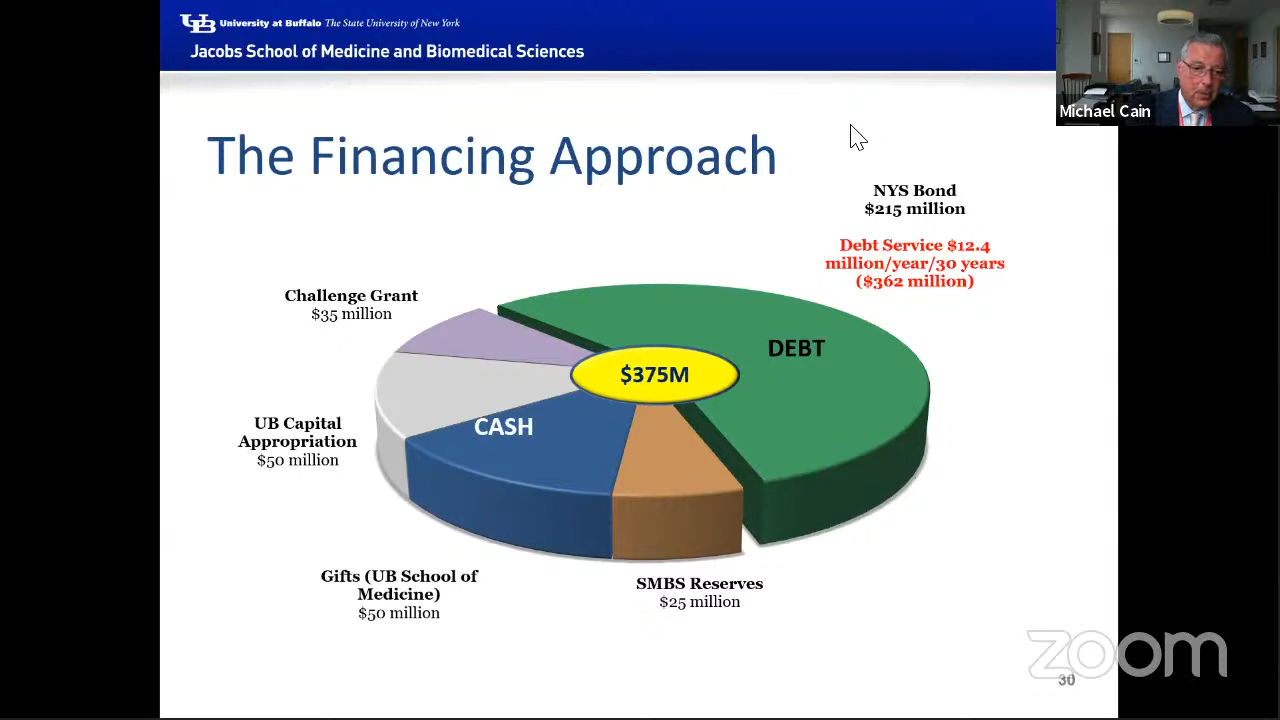 UB University at Buffalo The State University of New York
Jacobs School of Medicine and Biomedical Sciences
Michael Cain
The Financing Approach
NYS Bond
$215 million
Debt Service $12.4
million/year/30 years
($362 million)
Challenge Grant
$35 million
DEBT
$375M
UB Capital
Appropriation
$50 million
CASH
Gifts (UB School of
Medicine)
$50 million
SMBS Reserves
$25 million
zoom
30